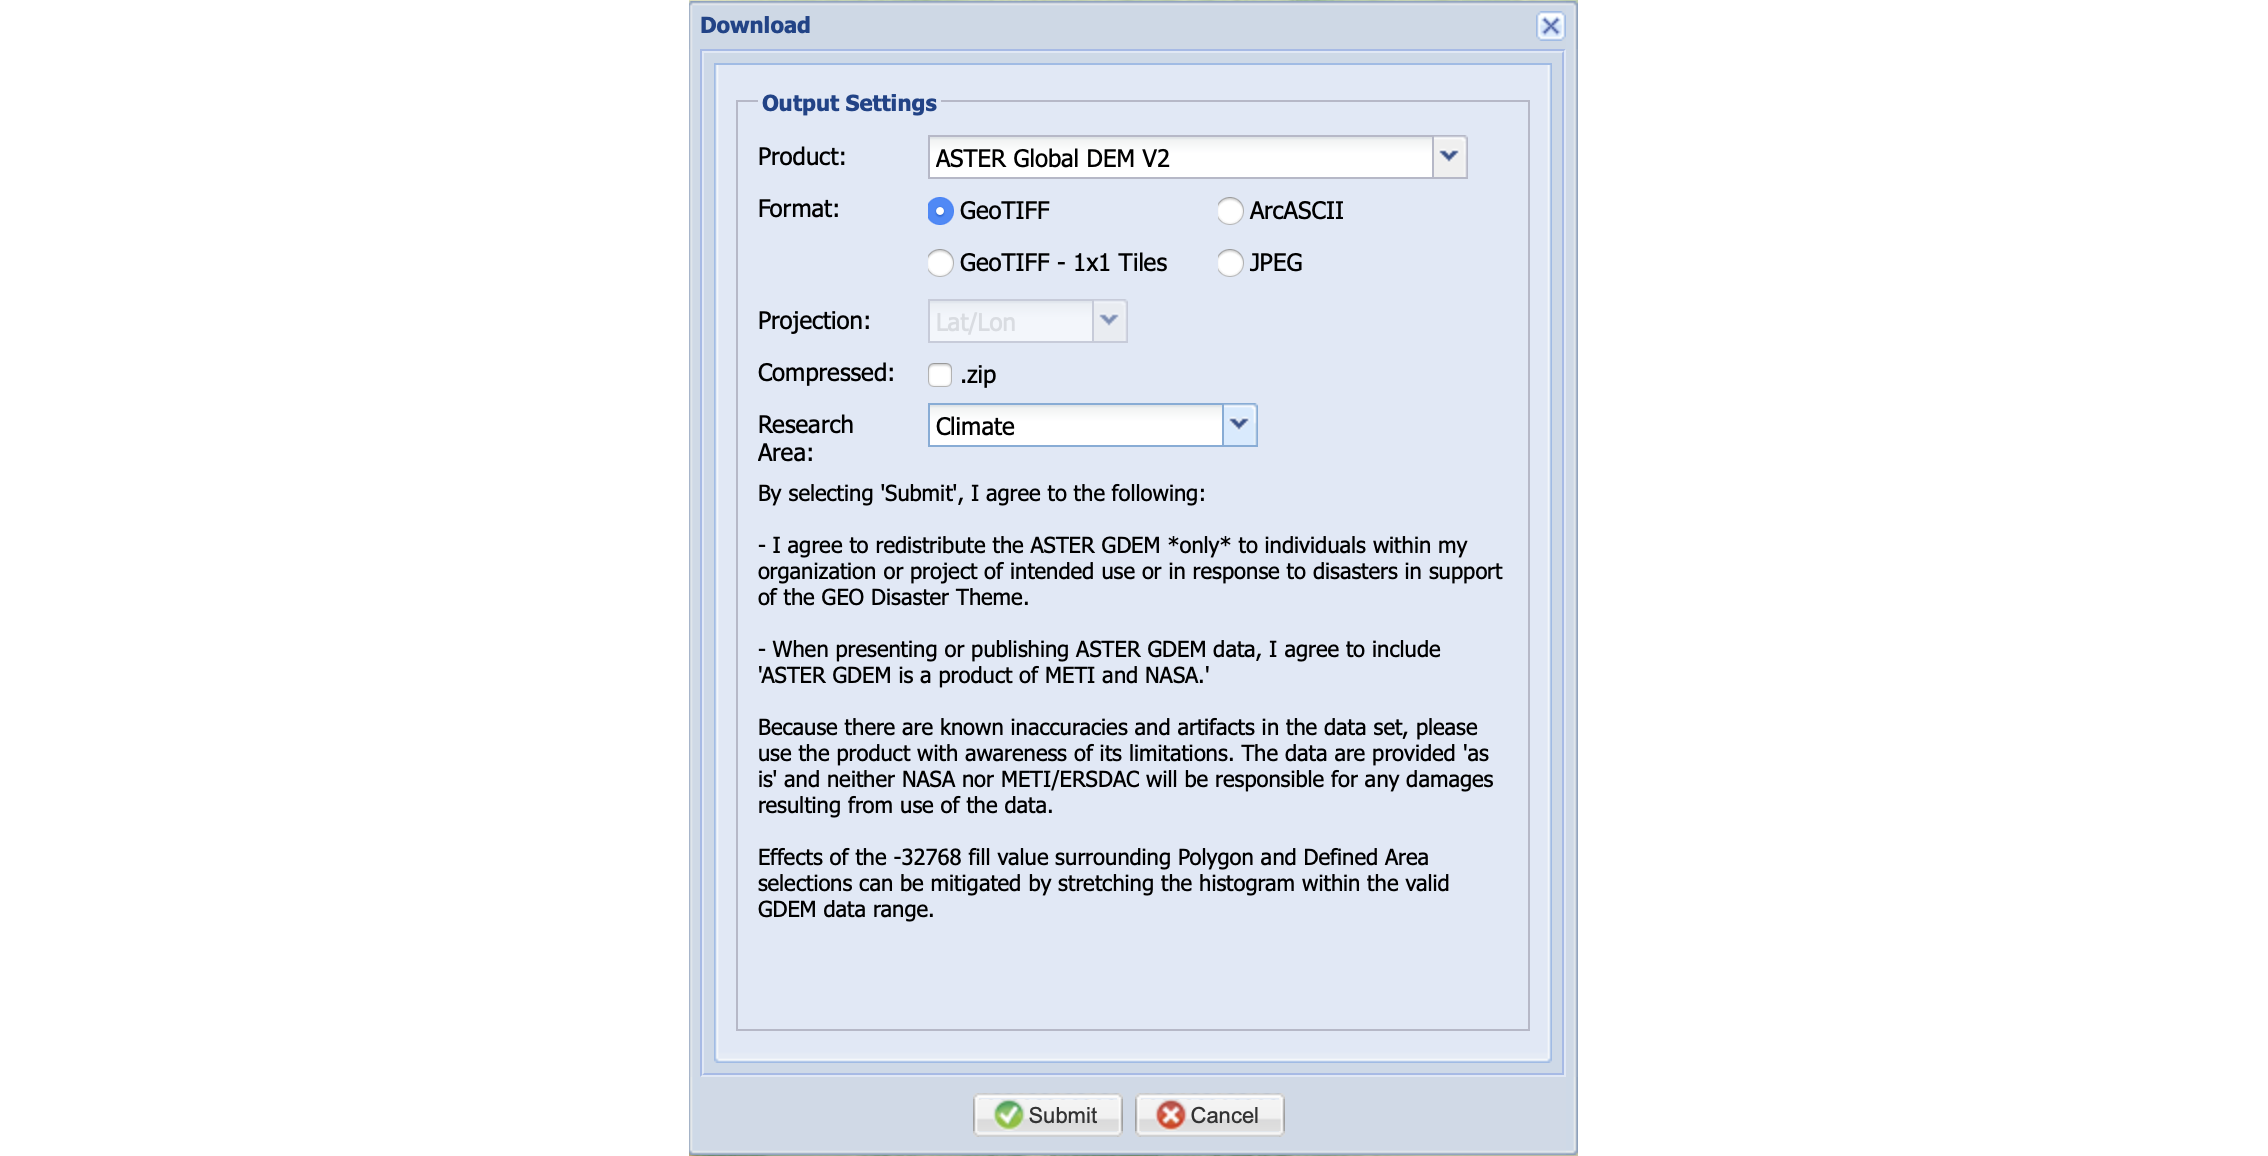 Download
Output Settings
Product: ASTER Global DEM V2
Format: GeoTIFF ArcASCII
GeoTIFF - 1x1 Tiles JPEG
Projection: Lat/Lon
Compressed: .zip
Research Climate
Area:
By selecting 'Submit', I agree to the following:
- I agree to redistribute the ASTER GDEM *only* to individuals within my
organization or project of intended use or in response to disasters in support
of the GEO Disaster Theme.
- When presenting or publishing ASTER GDEM data, I agree to include
'ASTER GDEM is a product of METI and NASA.'
Because there are known inaccuracies and artifacts in the data set, please
use the product with awareness of its limitations. The data are provided 'as
is' and neither NASA nor METI/ERSDAC will be responsible for any damages
resulting from use of the data.
Effects of the -32768 fill value surrounding Polygon and Defined Area
selections can be mitigated by stretching the histogram within the valid
GDEM data range.
Submit Cancel